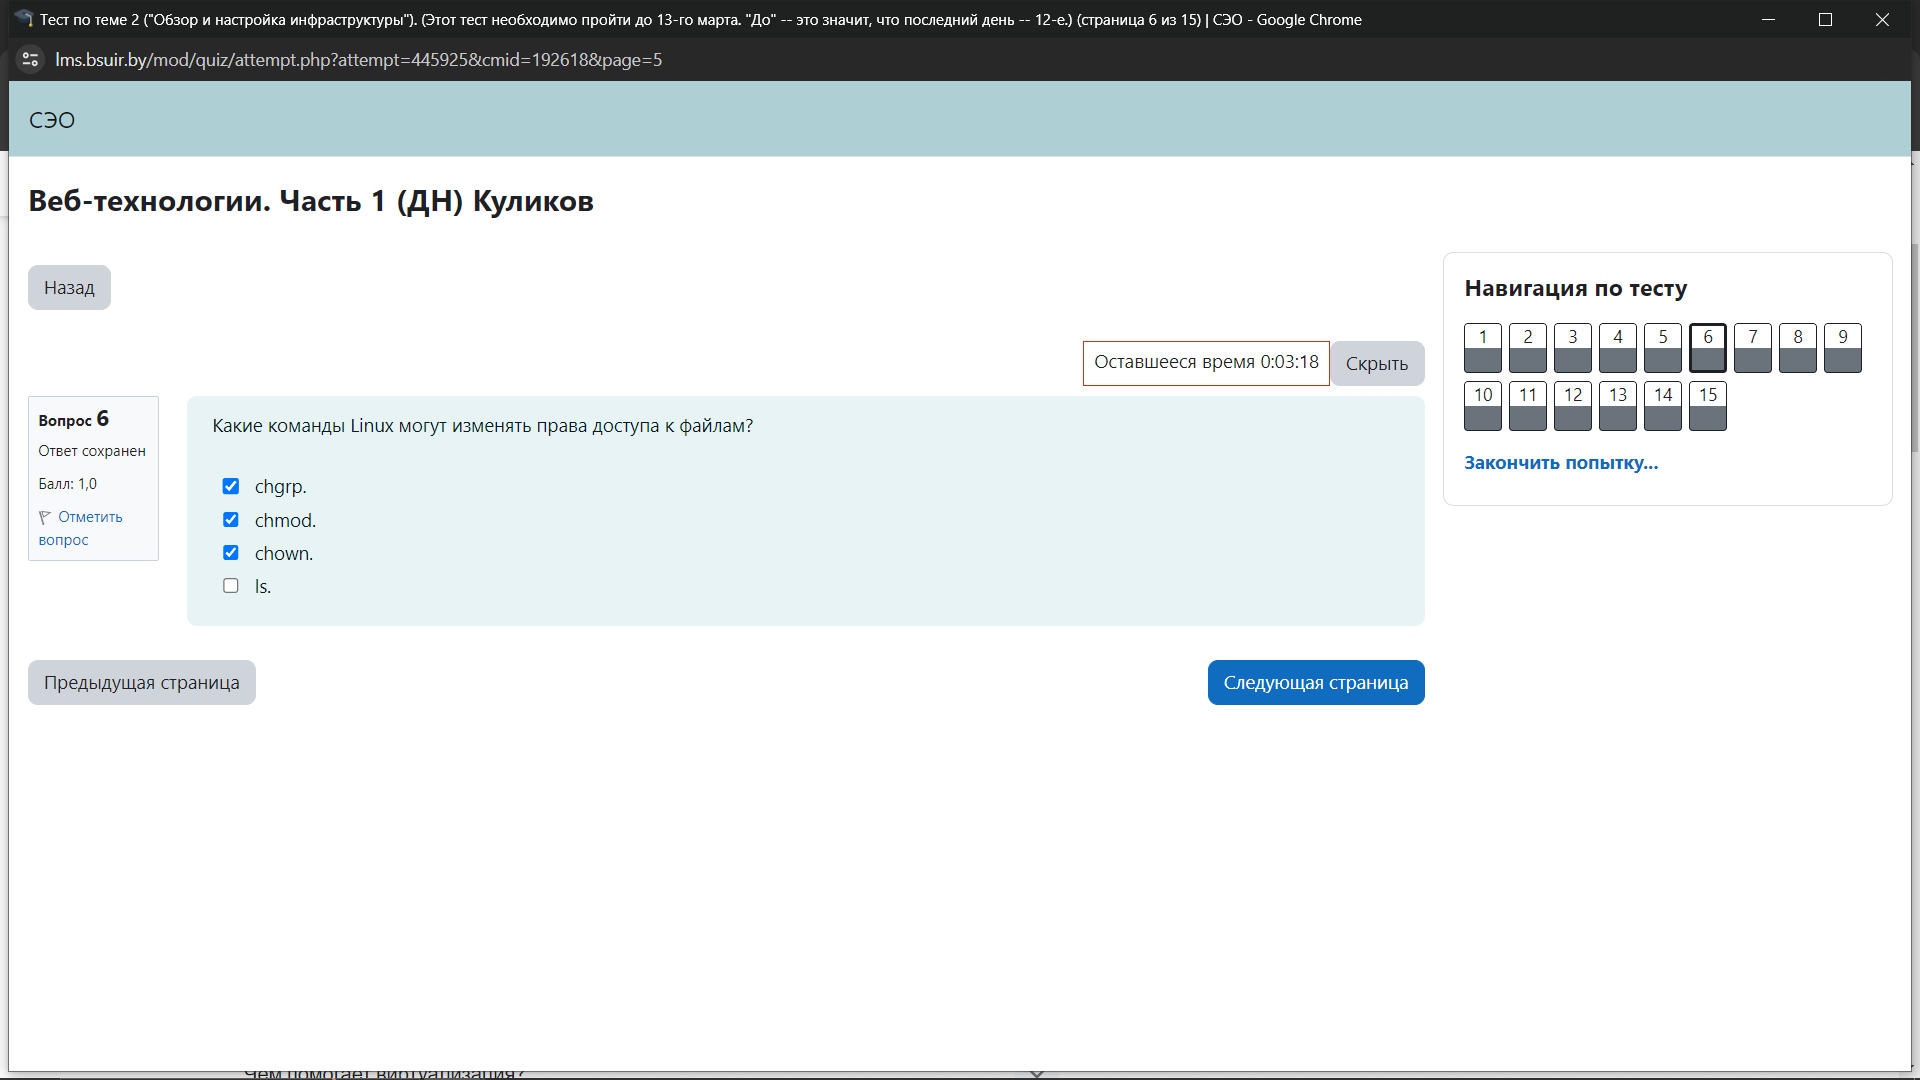 Тест по теме 2 ("Обзор и настройка инфраструктуры"). (Этот тест необходимо пройти до 13-го марта. "До" -- это значит, что последний день -- 12-е.) (страница 6 из 15) | СЭО - Google Chrome
lms.bsuir.by/mod/quiz/attempt.php?attempt=445925&cmid=192618&page=5
СЭО
Веб-технологии. Часть 1 (ДН) Куликов
Назад
Оставшееся время 0:03:18
Скрыть
Вопрос 6
Ответ сохранен
Балл: 1,0
Отметить
вопрос
Какие команды Linux могут изменять права доступа к файлам?
chgrp.
chmod.
chown.
ls.
Предыдущая страница
Следующая страница
Навигация по тесту
1 2 3 4 5 6 7 8 9
10 11 12 13 14 15
Закончить попытку...
Чем помогает виртуализация?